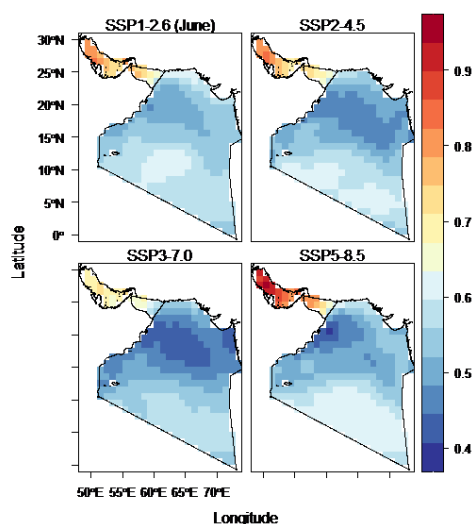 SSP1-2.6 (June) SSP2-4.5
30°N
25°N
20°N
15°N
10°N
5°N
0°
SSP3-7.0 SSP5-8.5
50°E 55°E 60°E 65°E 70°E
Latitude
Longitude
0.9
0.8
0.7
0.6
0.5
0.4